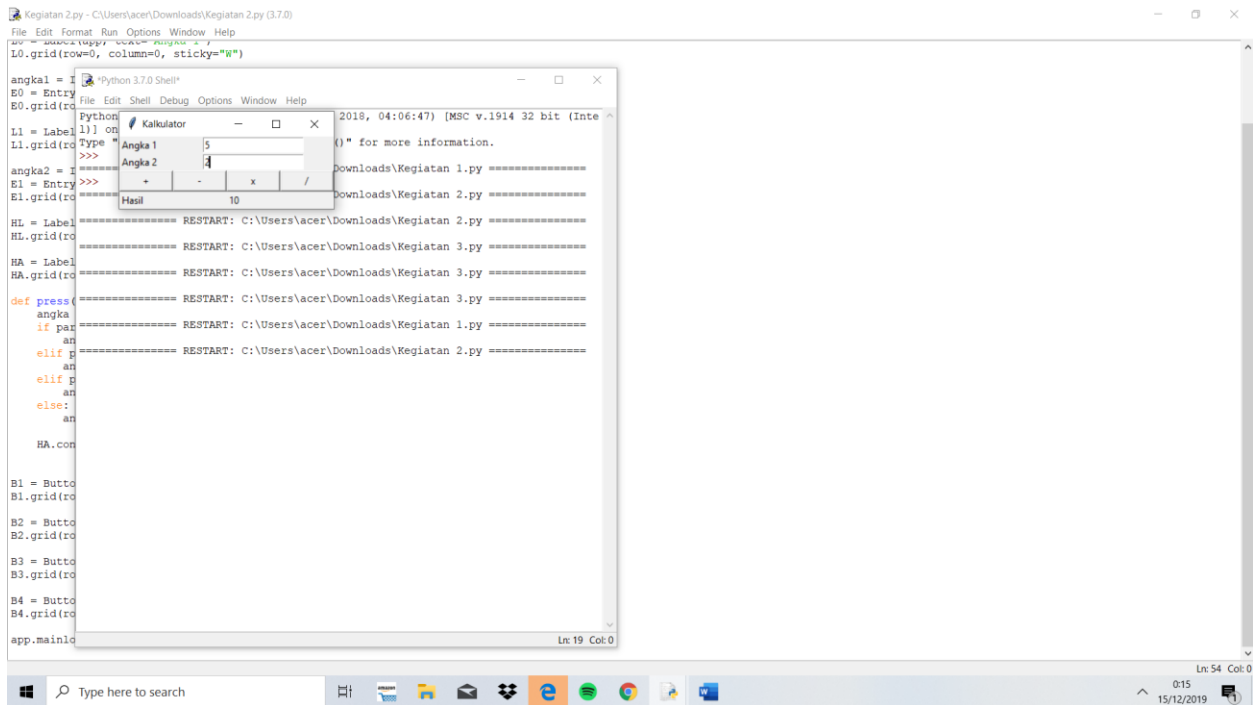 Kegiatan 2.py - C:\Users\acer\Downloads\Kegiatan 2.py (3.7.0)
File Edit Format Run Options Window Help
L0 = Label(app, text="Angka 1")
L0.grid(row=0, column=0, sticky="W")
angka1 = I
E0 = Entry
E0.grid(ro
L1 = Label
L1.grid(ro
angka2 = I
E1 = Entry
E1.grid(ro
HL = Label
HL.grid(ro
HA = Label
HA.grid(ro
def press(
angka
if par
an
elif p
an
elif p
an
else:
an
HA.con
B1 = Butto
B1.grid(ro
B2 = Butto
B2.grid(ro
B3 = Butto
B3.grid(ro
B4 = Butto
B4.grid(ro
app.mainlo
*Python 3.7.0 Shell*
File Edit Shell Debug Options Window Help
Python 2018, 04:06:47) [MSC v.1914 32 bit (Inte
l)] on
Type " ()" for more information.
>>>
====== ownloads\Kegiatan 1.py ===============
>>>
====== ownloads\Kegiatan 2.py ===============
=============== RESTART: C:\Users\acer\Downloads\Kegiatan 2.py ===============
=============== RESTART: C:\Users\acer\Downloads\Kegiatan 3.py ===============
=============== RESTART: C:\Users\acer\Downloads\Kegiatan 3.py ===============
=============== RESTART: C:\Users\acer\Downloads\Kegiatan 3.py ===============
=============== RESTART: C:\Users\acer\Downloads\Kegiatan 1.py ===============
=============== RESTART: C:\Users\acer\Downloads\Kegiatan 2.py ===============
Ln: 19 Col: 0
Kalkulator
Angka 1 5
Angka 2 2
+ - x /
Hasil 10
Ln: 54 Col: 0
Type here to search
amazon
0:15
15/12/2019
1